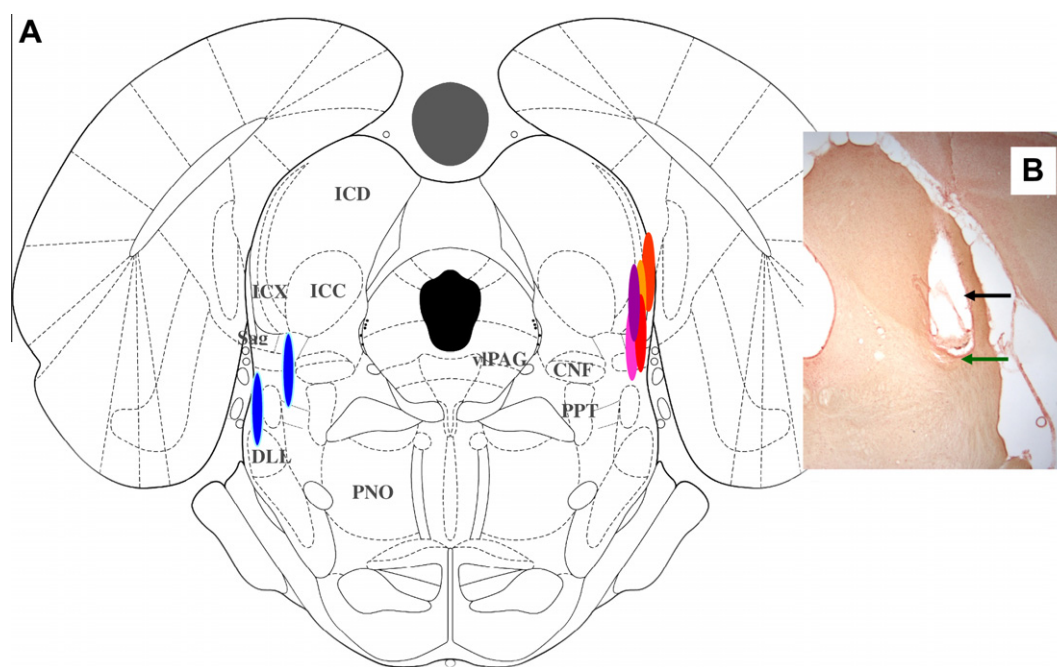 A
B
ICD
ICX
ICC
Sag
vlPAG
CNF
PPT
DLL
PNO